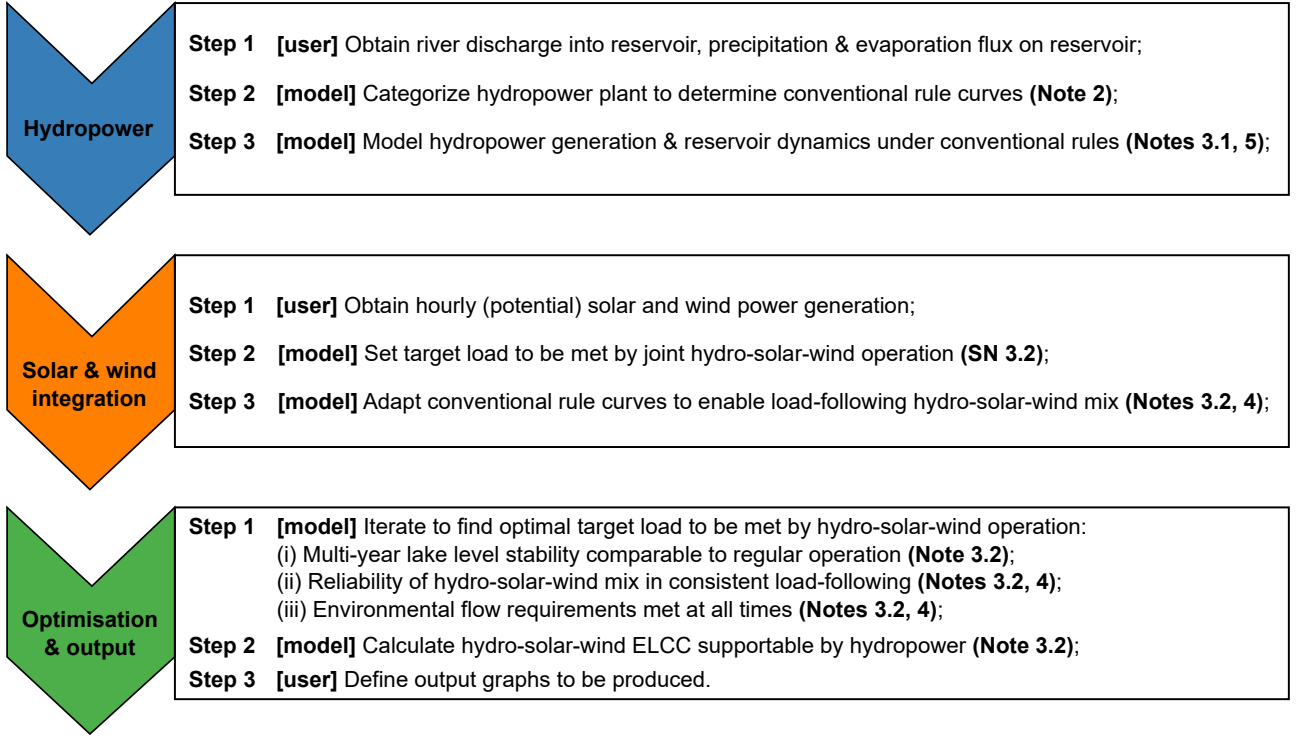 Hydropower
Step 1 [user] Obtain river discharge into reservoir, precipitation & evaporation flux on reservoir;
Step 2 [model] Categorize hydropower plant to determine conventional rule curves (Note 2);
Step 3 [model] Model hydropower generation & reservoir dynamics under conventional rules (Notes 3.1, 5);
Solar & wind
integration
Step 1 [user] Obtain hourly (potential) solar and wind power generation;
Step 2 [model] Set target load to be met by joint hydro-solar-wind operation (SN 3.2);
Step 3 [model] Adapt conventional rule curves to enable load-following hydro-solar-wind mix (Notes 3.2, 4);
Optimisation
& output
Step 1 [model] Iterate to find optimal target load to be met by hydro-solar-wind operation:
(i) Multi-year lake level stability comparable to regular operation (Note 3.2);
(ii) Reliability of hydro-solar-wind mix in consistent load-following (Notes 3.2, 4);
(iii) Environmental flow requirements met at all times (Notes 3.2, 4);
Step 2 [model] Calculate hydro-solar-wind ELCC supportable by hydropower (Note 3.2);
Step 3 [user] Define output graphs to be produced.